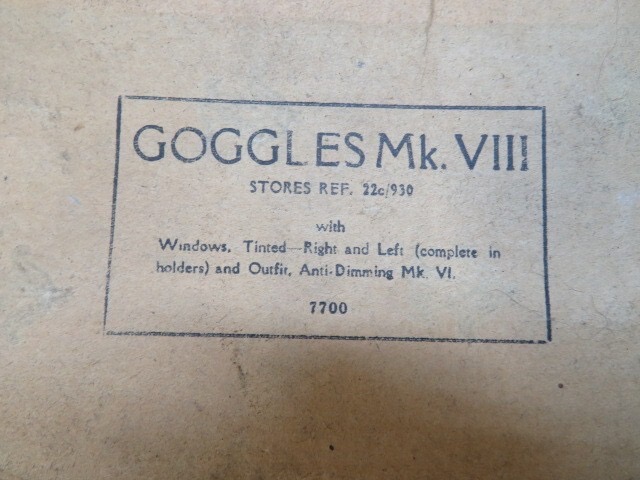 GOGGLES Mk. VIII
STORES REF. 22c/930
with
Windows, Tinted—Right and Left (complete in
holders) and Outfit, Anti-Dimming Mk. VI.
7700